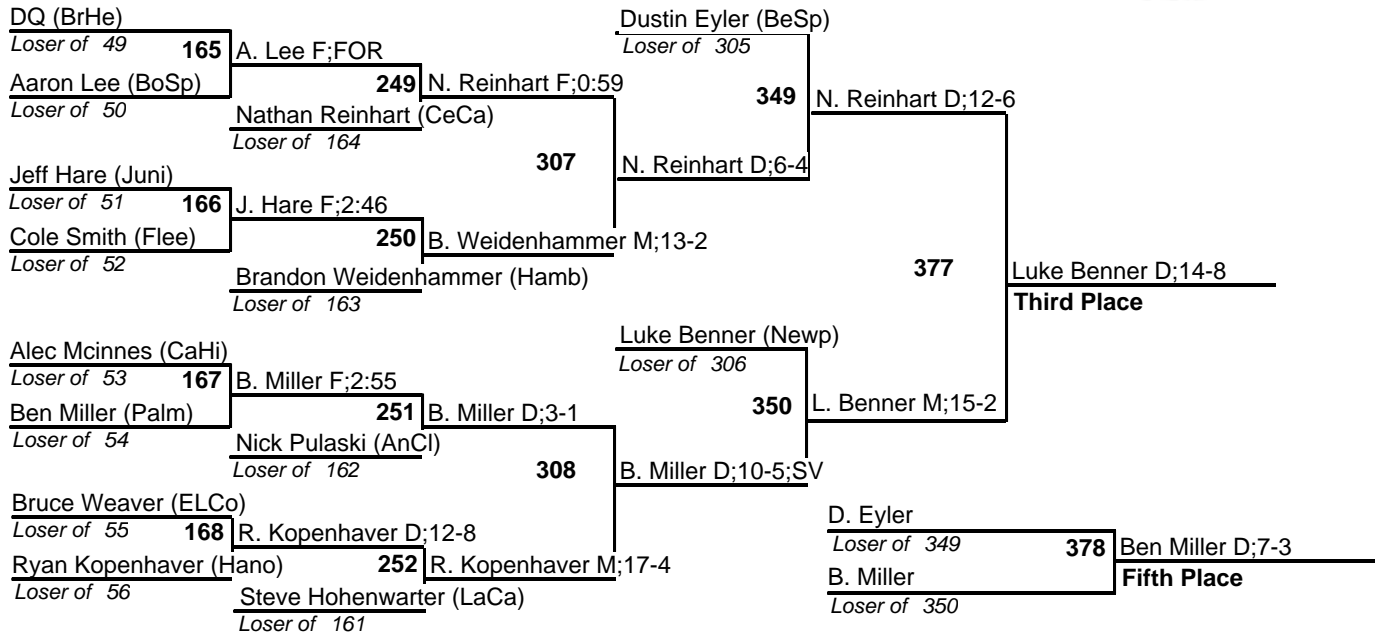 DQ (BrHe)
Loser of 49
165
A. Lee F;FOR
Aaron Lee (BoSp)
Loser of 50
249
N. Reinhart F;0:59
Nathan Reinhart (CeCa)
Loser of 164
307
N. Reinhart D;6-4
Jeff Hare (Juni)
Loser of 51
166
J. Hare F;2:46
Cole Smith (Flee)
Loser of 52
250
B. Weidenhammer M;13-2
Brandon Weidenhammer (Hamb)
Loser of 163
Dustin Eyler (BeSp)
Loser of 305
349
N. Reinhart D;12-6
377
Luke Benner D;14-8
Third Place
Alec Mcinnes (CaHi)
Loser of 53
167
B. Miller F;2:55
Ben Miller (Palm)
Loser of 54
251
B. Miller D;3-1
Nick Pulaski (AnCl)
Loser of 162
308
B. Miller D;10-5;SV
Bruce Weaver (ELCo)
Loser of 55
168
R. Kopenhaver D;12-8
Ryan Kopenhaver (Hano)
Loser of 56
252
R. Kopenhaver M;17-4
Steve Hohenwarter (LaCa)
Loser of 161
Luke Benner (Newp)
Loser of 306
350
L. Benner M;15-2
D. Eyler
Loser of 349
378
Ben Miller D;7-3
Fifth Place
B. Miller
Loser of 350